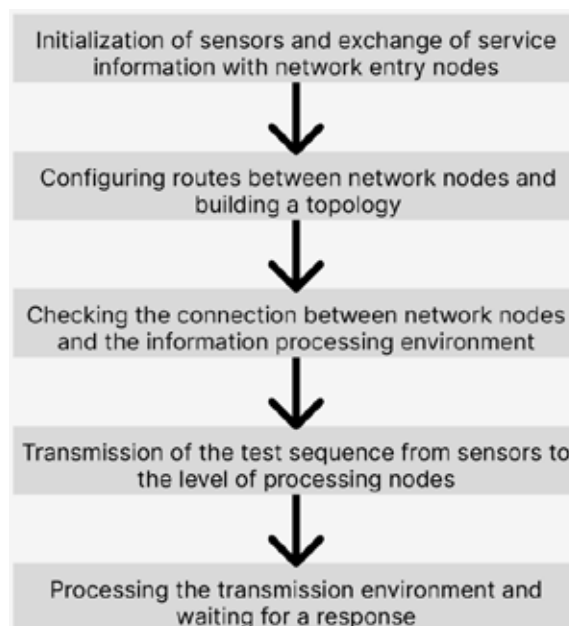 Initialization of sensors and exchange of service
information with network entry nodes
Configuring routes between network nodes and
building a topology
Checking the connection between network nodes
and the information processing environment
Transmission of the test sequence from sensors to
the level of processing nodes
Processing the transmission environment and
waiting for a response